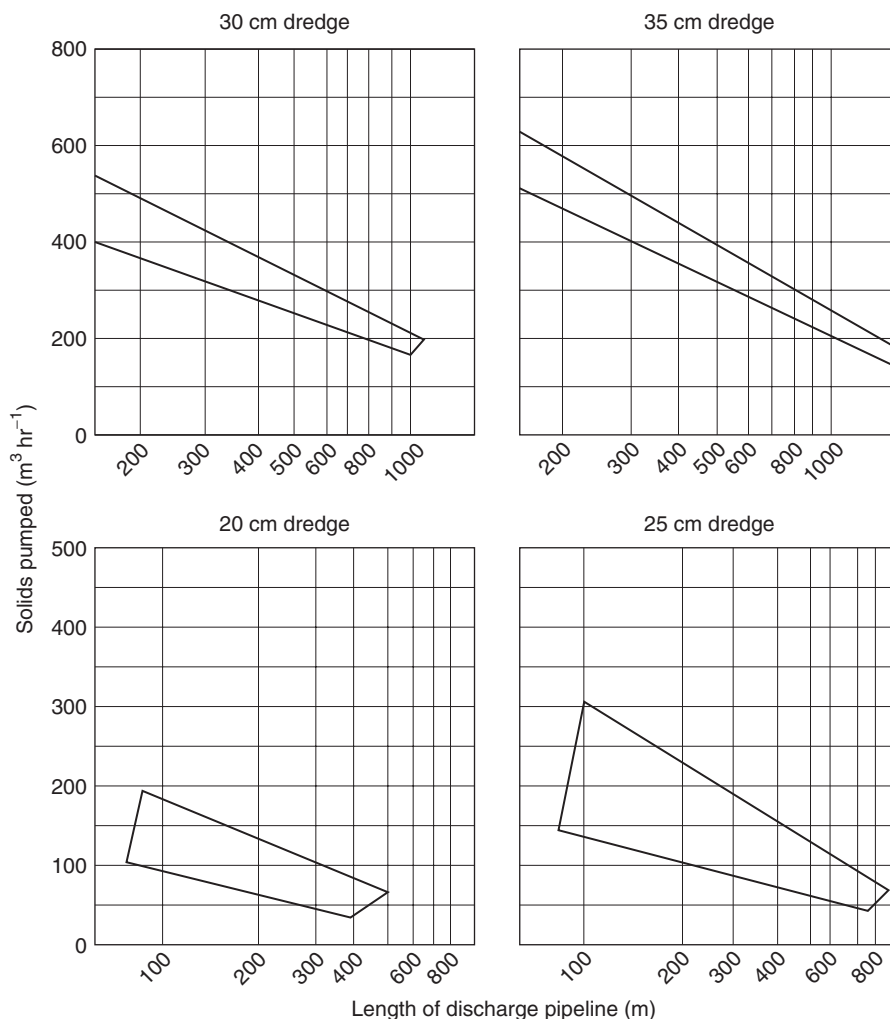 30 cm dredge
35 cm dredge
800
600
400
200
0
200 300 400 500 600 800 1000
200 300 400 500 600 800 1000
Solids pumped (m³ hr⁻¹)
20 cm dredge
25 cm dredge
500
400
300
200
100
0
100 200 300 400 600 800
100 200 300 400 600 800
Length of discharge pipeline (m)